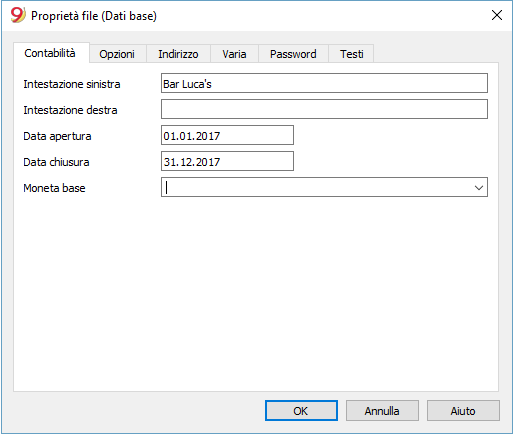 9 Proprietà file (Dati base)
Contabilità Opzioni Indirizzo Varia Password Testi
Intestazione sinistra Bar Luca's
Intestazione destra
Data apertura 01.01.2017
Data chiusura 31.12.2017
Moneta base
OK Annulla Aiuto